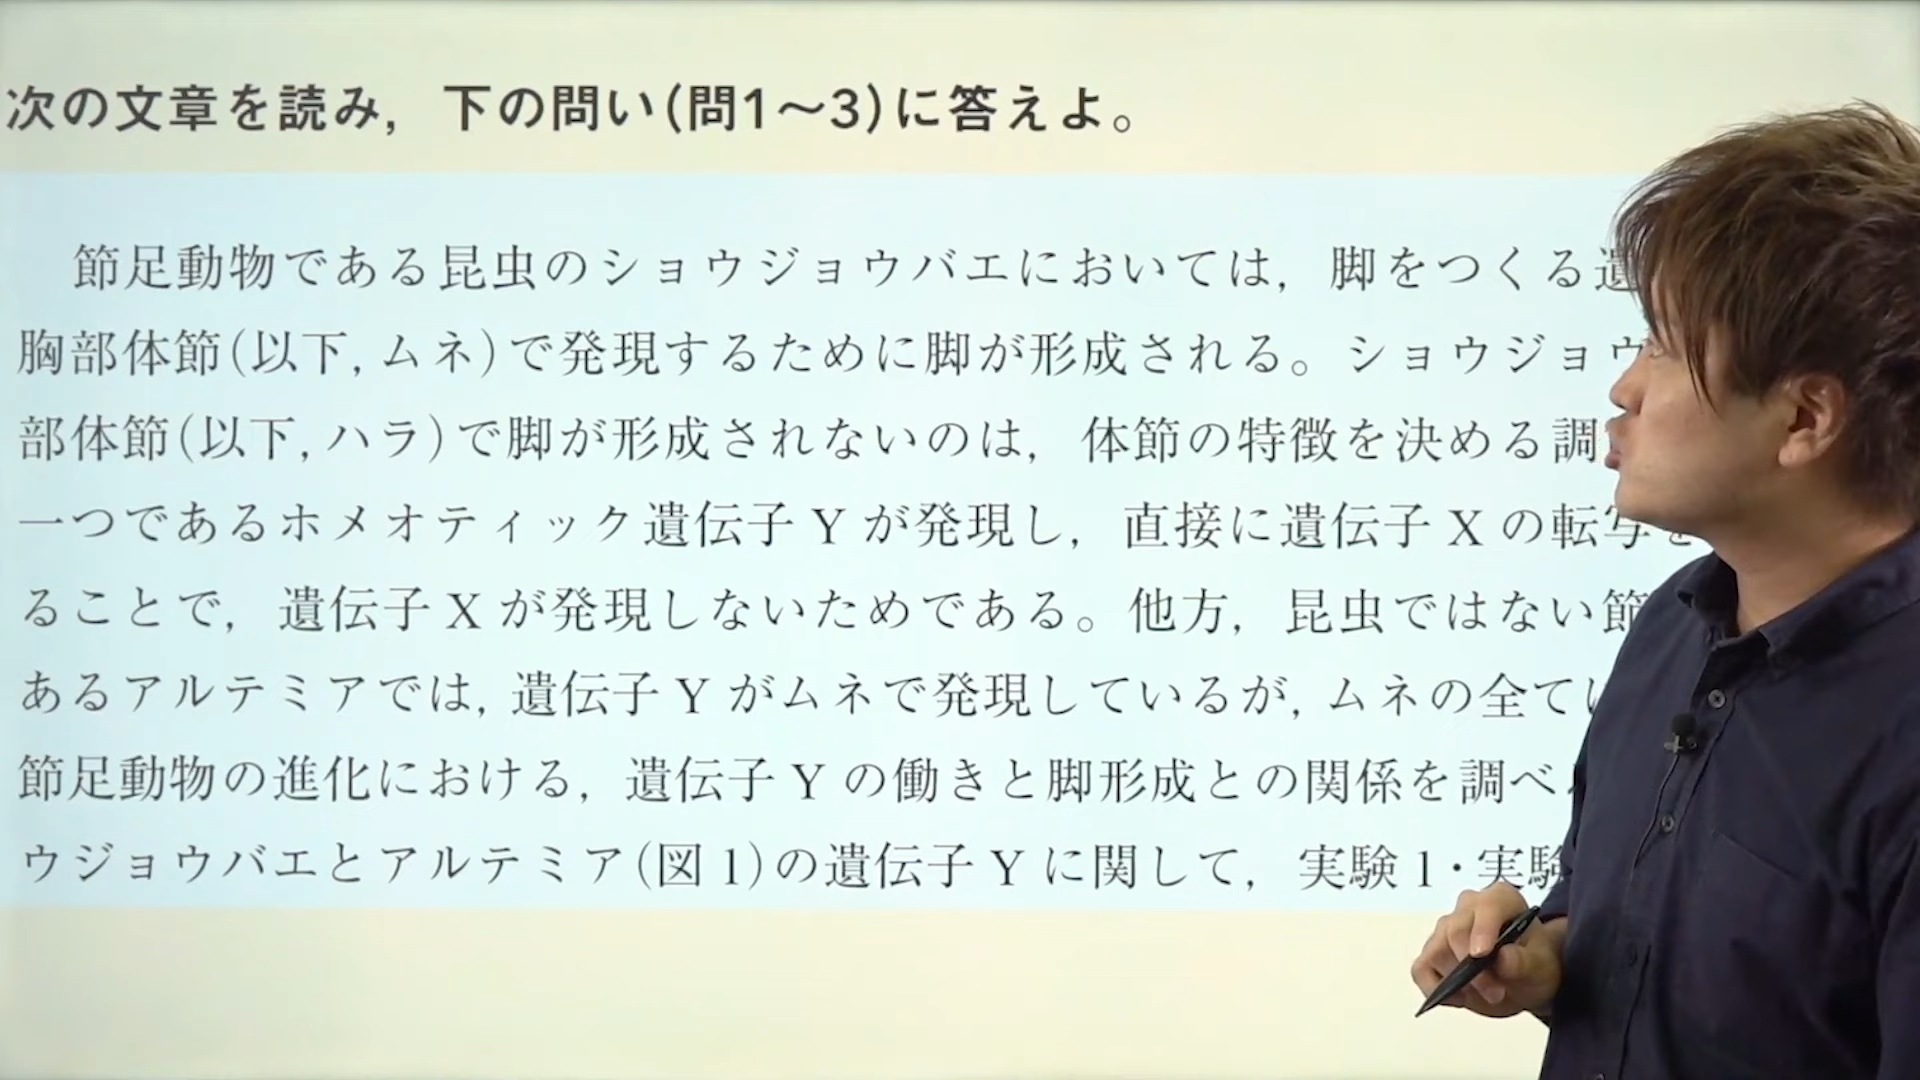 次の文章を読み，下の問い(問1〜3)に答えよ。
節足動物である昆虫のショウジョウバエにおいては，脚をつくる遺
胸部体節(以下，ムネ)で発現するために脚が形成される。ショウジョウ
部体節(以下，ハラ)で脚が形成されないのは，体節の特徴を決める調
一つであるホメオティック遺伝子 Y が発現し，直接に遺伝子 X の転写を
ることで，遺伝子 X が発現しないためである。他方，昆虫ではない節
あるアルテミアでは，遺伝子 Y がムネで発現しているが，ムネの全て
節足動物の進化における，遺伝子 Y の働きと脚形成との関係を調べ
ウジョウバエとアルテミア(図 1)の遺伝子 Y に関して，実験 1・実験